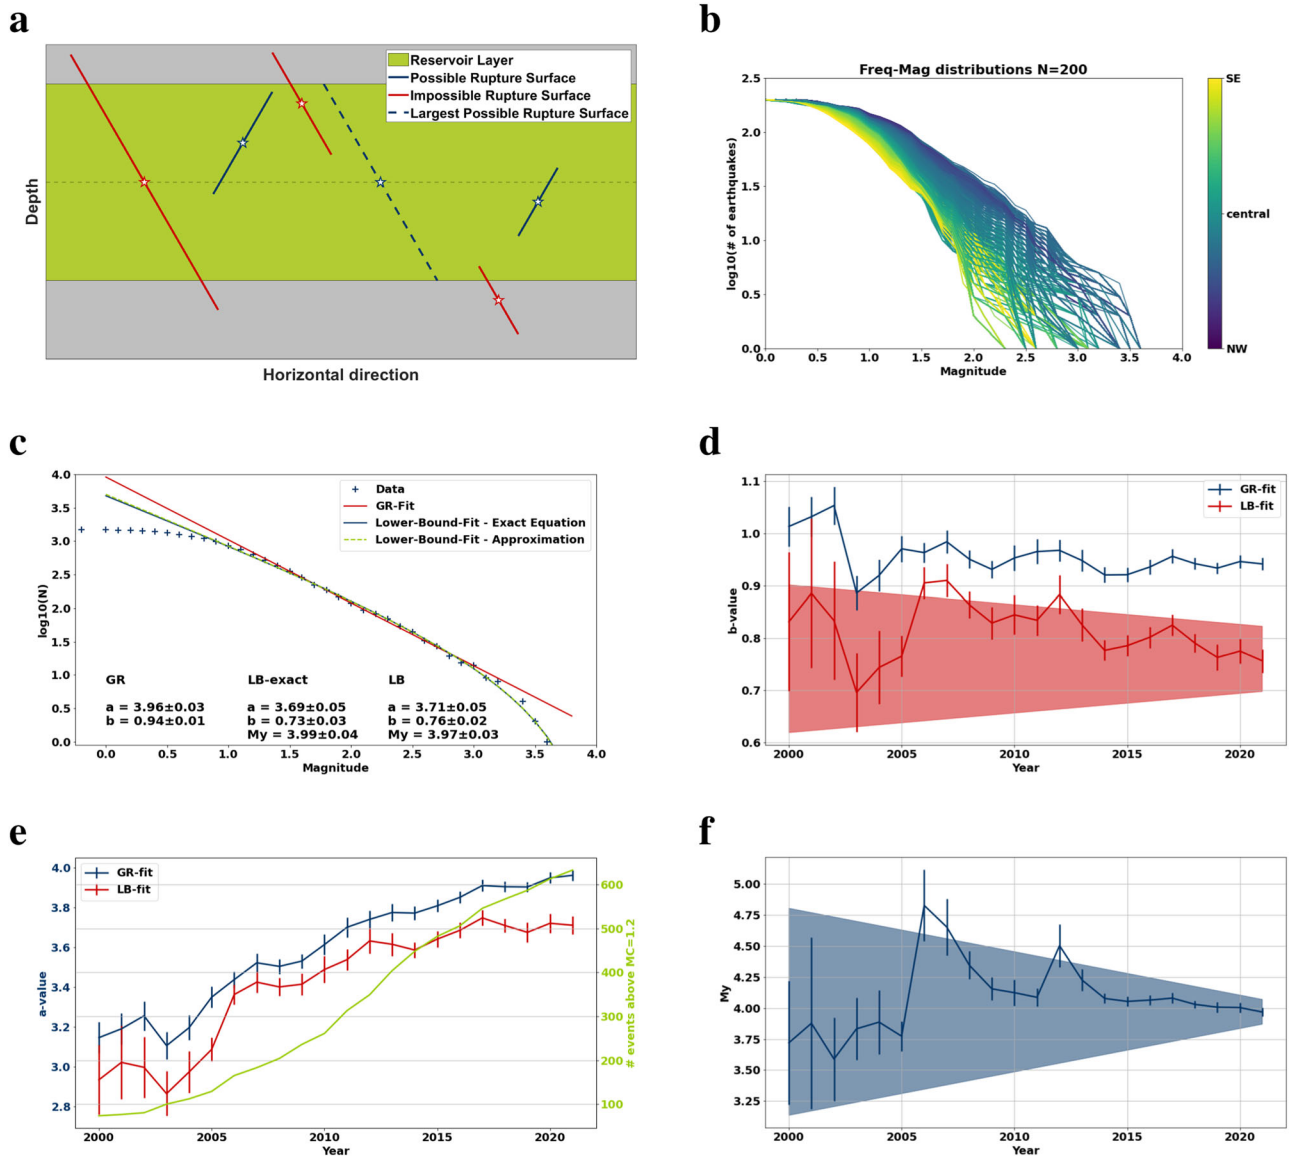 a
Reservoir Layer
Possible Rupture Surface
Impossible Rupture Surface
Largest Possible Rupture Surface
Depth
Horizontal direction
b
Freq-Mag distributions N=200
2.5
2.0
1.5
1.0
0.5
0.0
log10(# of earthquakes)
0.0 0.5 1.0 1.5 2.0 2.5 3.0 3.5 4.0
Magnitude
SE
central
NW
c
4.0
3.5
3.0
2.5
2.0
1.5
1.0
0.5
0.0
log10(N)
Data
GR-Fit
Lower-Bound-Fit - Exact Equation
Lower-Bound-Fit - Approximation
GR LB-exact LB
a = 3.96±0.03 a = 3.69±0.05 a = 3.71±0.05
b = 0.94±0.01 b = 0.73±0.03 b = 0.76±0.02
My = 3.99±0.04 My = 3.97±0.03
0.0 0.5 1.0 1.5 2.0 2.5 3.0 3.5 4.0
Magnitude
d
1.1
1.0
0.9
0.8
0.7
0.6
b-value
GR-fit
LB-fit
2000 2005 2010 2015 2020
Year
e
4.0
3.8
3.6
3.4
3.2
3.0
2.8
a-value
GR-fit
LB-fit
600
500
400
300
200
100
# events above MC=1.2
2000 2005 2010 2015 2020
Year
f
5.00
4.75
4.50
4.25
4.00
3.75
3.50
3.25
My
2000 2005 2010 2015 2020
Year